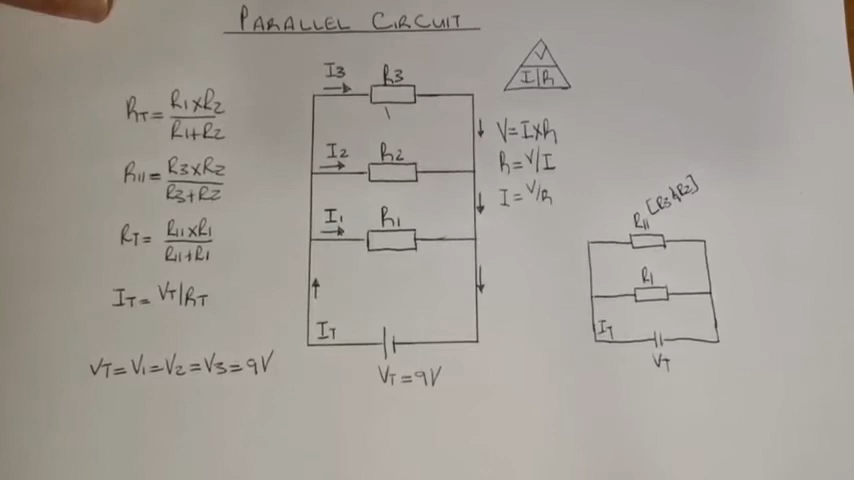 PARALLEL CIRCUIT
RT = R1×R2
R1+R2
R11 = R3×R2
R3+R2
RT = R11×R1
R11+R1
IT = VT/RT
VT = V1 = V2 = V3 = 9V
I3
R3
I2
R2
I1
R1
IT
VT = 9V
V
I|R
V = I×R
R = V/I
I = V/R
R11 [R3&R2]
R1
IT
VT